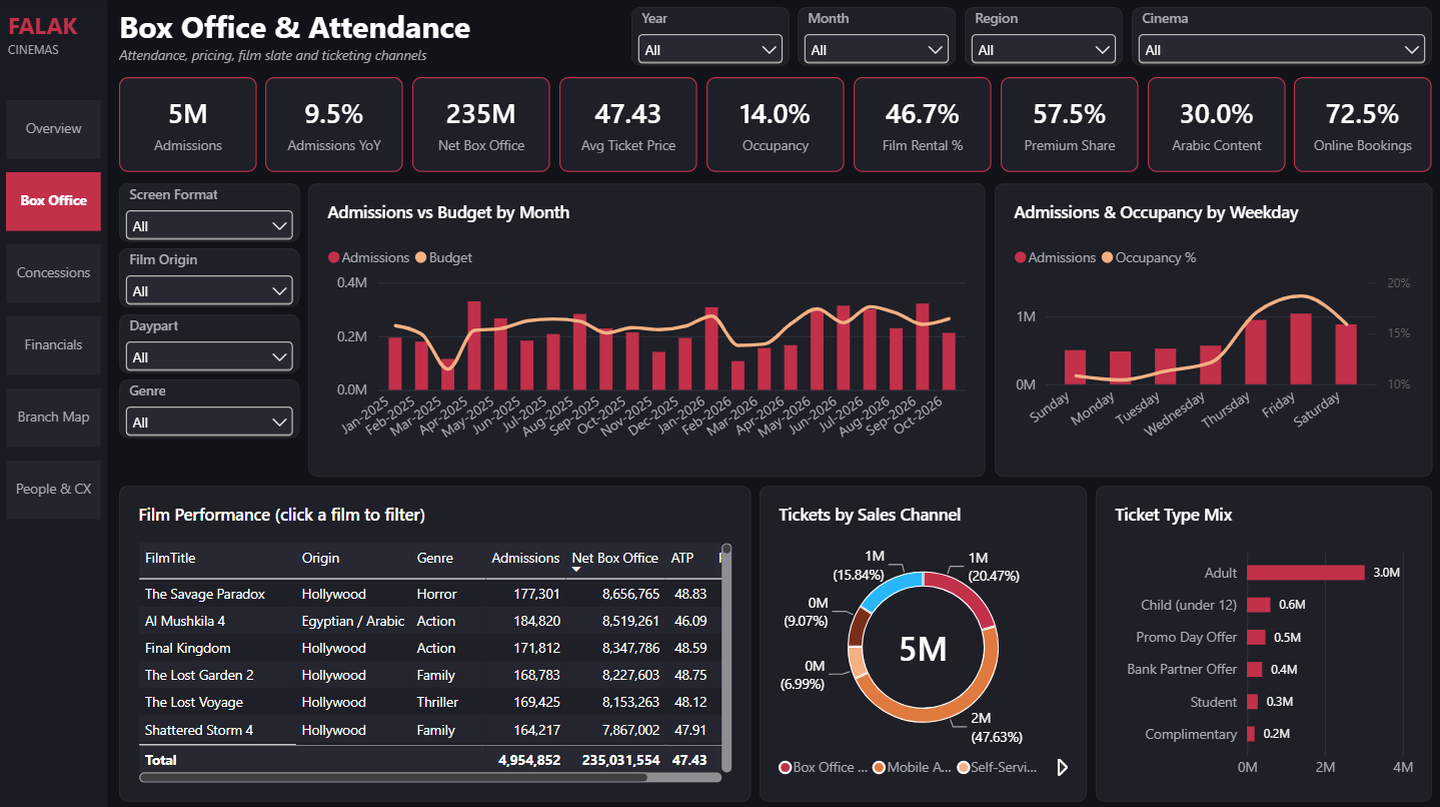 FALAK
CINEMAS
Overview
Box Office
Concessions
Financials
Branch Map
People & CX
Box Office & Attendance
Attendance, pricing, film slate and ticketing channels
Year
All
Month
All
Region
All
Cinema
All
5M
Admissions
9.5%
Admissions YoY
235M
Net Box Office
47.43
Avg Ticket Price
14.0%
Occupancy
46.7%
Film Rental %
57.5%
Premium Share
30.0%
Arabic Content
72.5%
Online Bookings
Screen Format
All
Film Origin
All
Daypart
All
Genre
All
Admissions vs Budget by Month
Admissions Budget
0.4M
0.2M
0.0M
Jan-2025 Feb-2025 Mar-2025 Apr-2025 May-2025 Jun-2025 Jul-2025 Aug-2025 Sep-2025 Oct-2025 Nov-2025 Dec-2025 Jan-2026 Feb-2026 Mar-2026 Apr-2026 May-2026 Jun-2026 Jul-2026 Aug-2026 Sep-2026 Oct-2026
Admissions & Occupancy by Weekday
Admissions Occupancy %
20%
1M
15%
0M
10%
Sunday Monday Tuesday Wednesday Thursday Friday Saturday
Film Performance (click a film to filter)
FilmTitle Origin Genre Admissions Net Box Office ATP
The Savage Paradox Hollywood Horror 177,301 8,656,765 48.83
Al Mushkila 4 Egyptian / Arabic Action 184,820 8,519,261 46.09
Final Kingdom Hollywood Action 171,812 8,347,786 48.59
The Lost Garden 2 Hollywood Family 168,783 8,227,603 48.75
The Lost Voyage Hollywood Thriller 169,425 8,153,263 48.12
Shattered Storm 4 Hollywood Family 164,217 7,867,002 47.91
Total 4,954,852 235,031,554 47.43
Tickets by Sales Channel
1M
(15.84%)
1M
(20.47%)
0M
(9.07%)
5M
0M
(6.99%)
2M
(47.63%)
Box Office ... Mobile A... Self-Servi...
Ticket Type Mix
Adult 3.0M
Child (under 12) 0.6M
Promo Day Offer 0.5M
Bank Partner Offer 0.4M
Student 0.3M
Complimentary 0.2M
0M 2M 4M